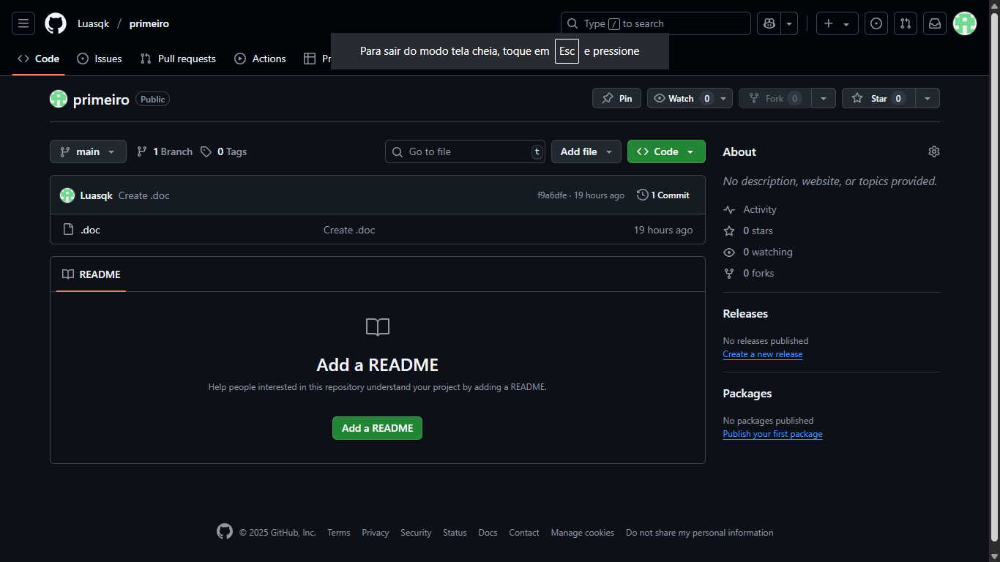 Luasqk / primeiro
Type / to search
Code Issues Pull requests Actions
Para sair do modo tela cheia, toque em Esc e pressione
primeiro Public
Pin Watch 0 Fork 0 Star 0
main 1 Branch 0 Tags
Go to file t Add file Code
Luasqk Create .doc f9a6dfe · 19 hours ago 1 Commit
.doc Create .doc 19 hours ago
README
Add a README
Help people interested in this repository understand your project by adding a README.
Add a README
About
No description, website, or topics provided.
Activity
0 stars
0 watching
0 forks
Releases
No releases published
Create a new release
Packages
No packages published
Publish your first package
© 2025 GitHub, Inc. Terms Privacy Security Status Docs Contact Manage cookies Do not share my personal information